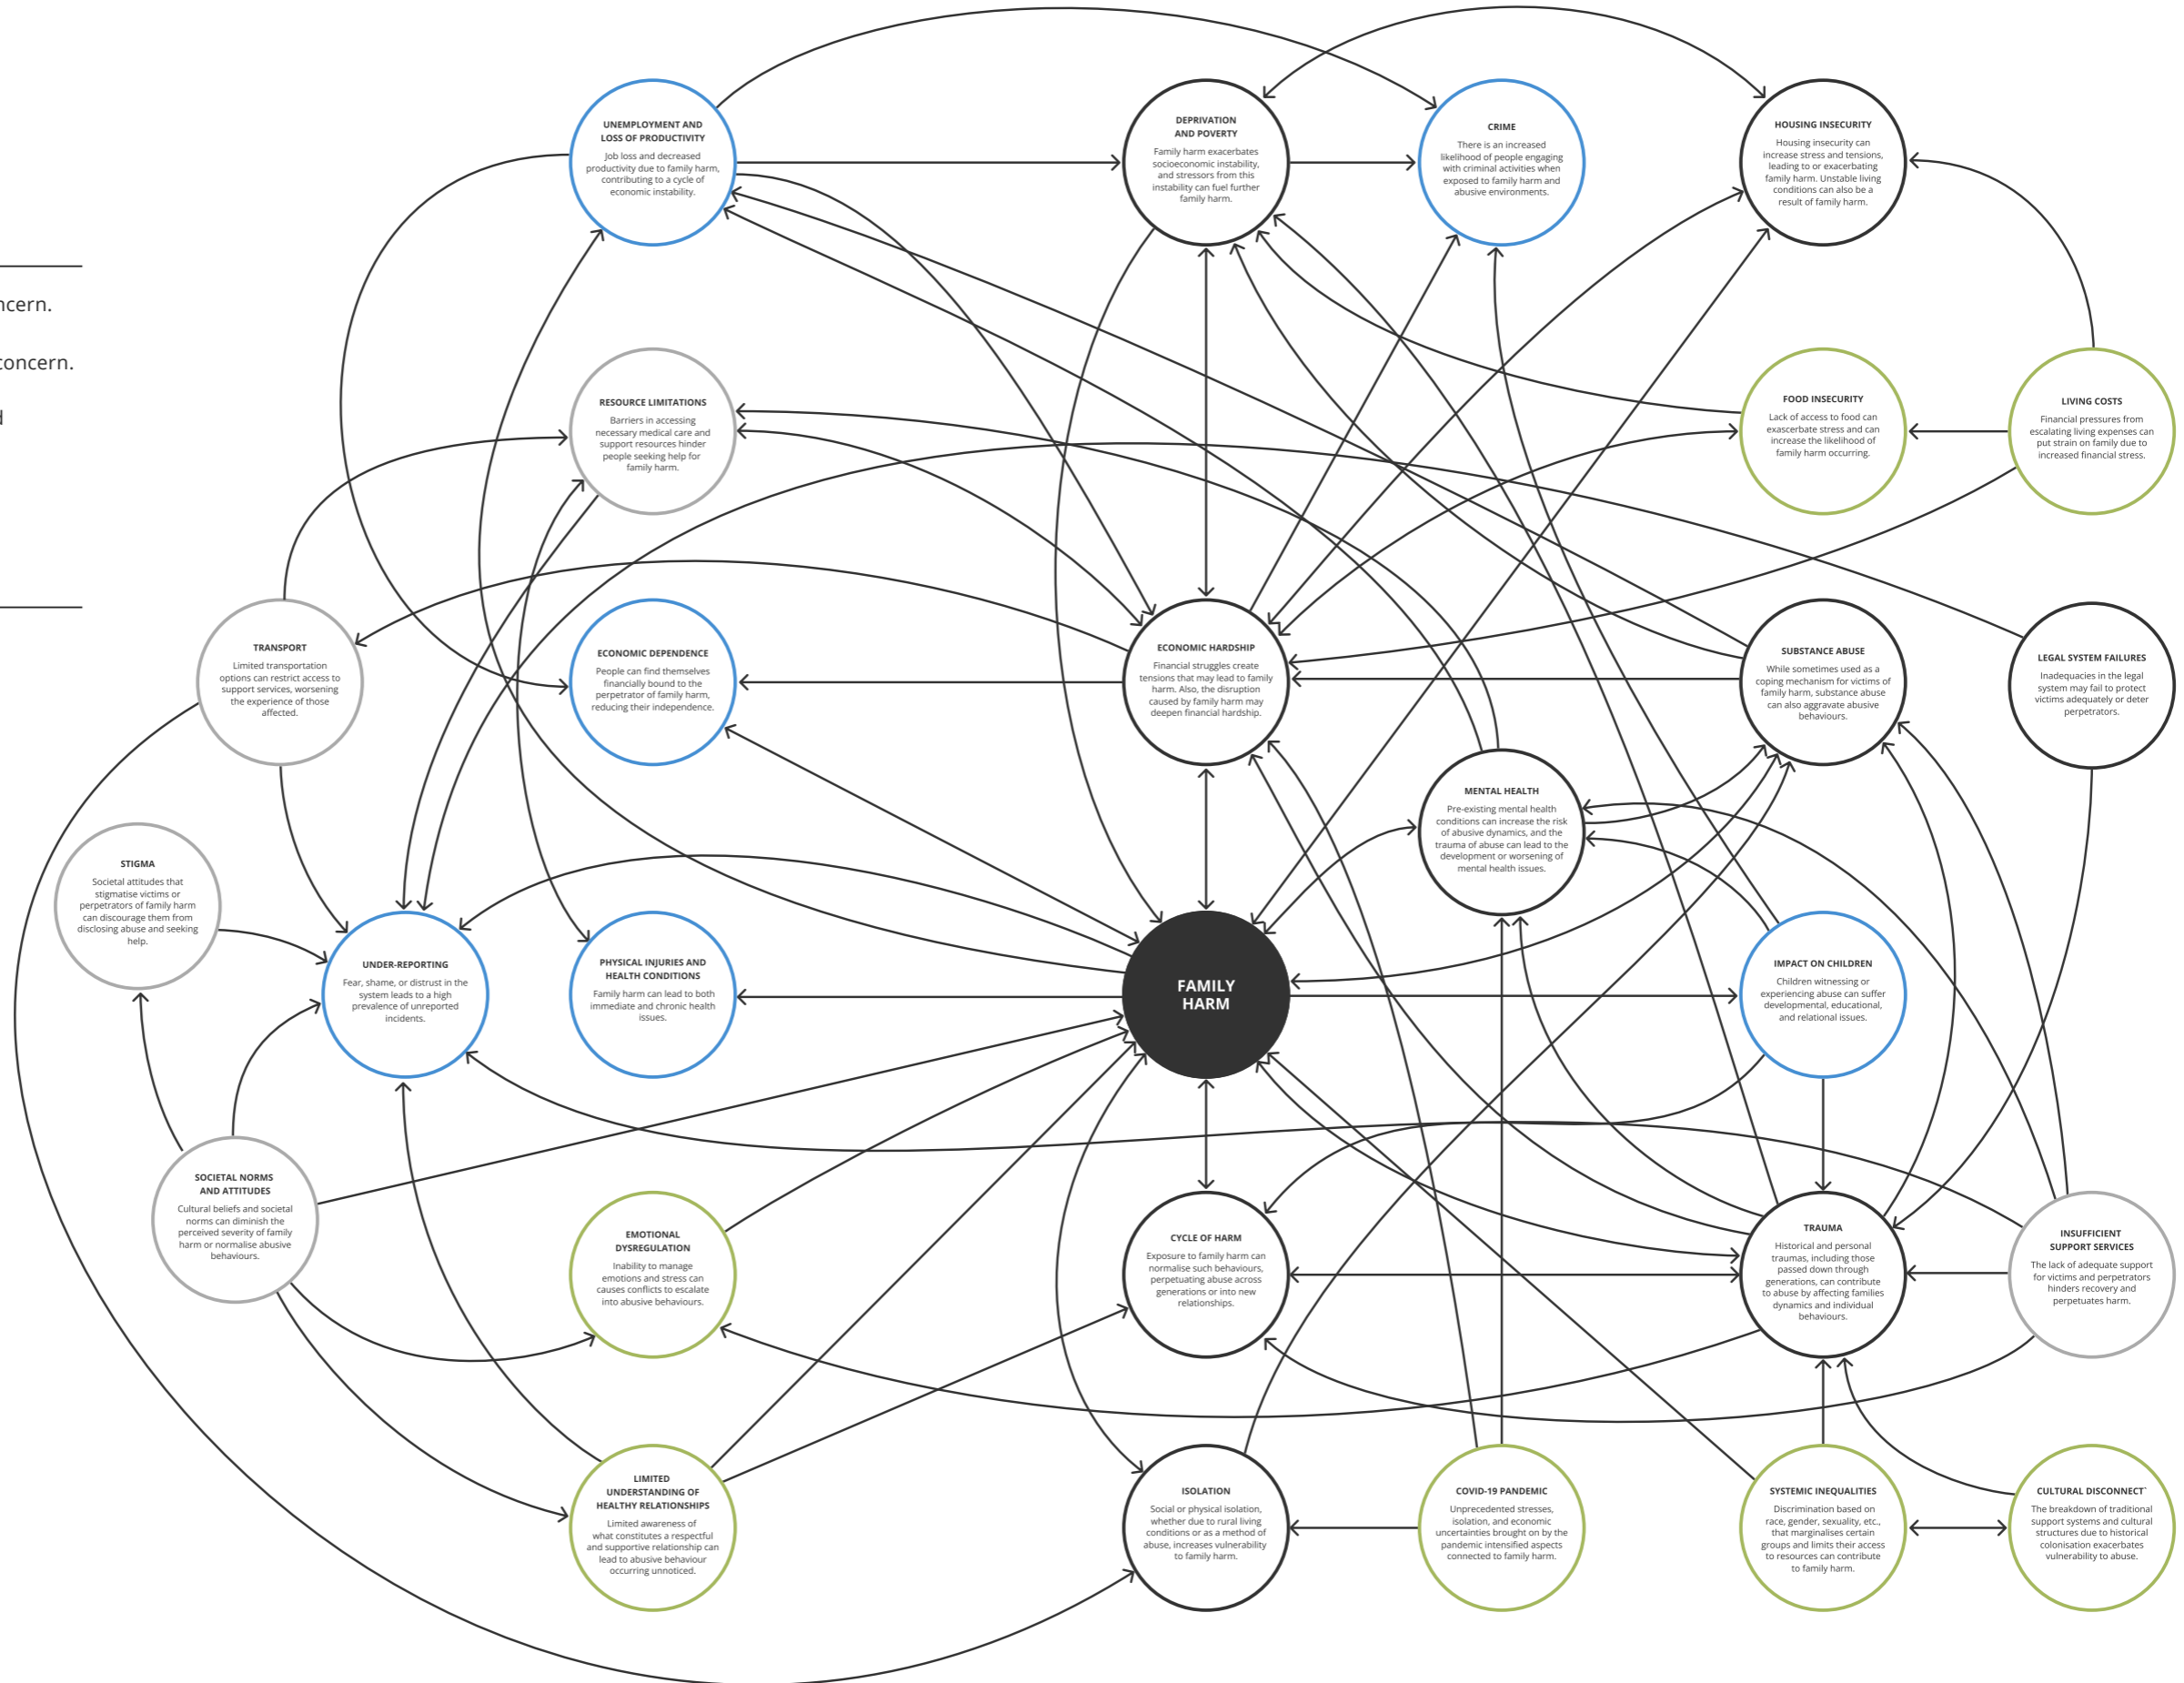 ncern.
concern.
UNEMPLOYMENT AND
LOSS OF PRODUCTIVITY
Job loss and decreased
productivity due to family harm,
contributing to a cycle of
economic instability.
DEPRIVATION
AND POVERTY
Family harm exacerbates
socioeconomic instability,
and stressors from this
instability can fuel further
family harm.
CRIME
There is an increased
likelihood of people engaging
with criminal activities when
exposed to family harm and
abusive environments.
HOUSING INSECURITY
Housing insecurity can
increase stress and tensions,
leading to or exacerbating
family harm. Unstable living
conditions can also be a
result of family harm.
RESOURCE LIMITATIONS
Barriers in accessing
necessary medical care and
support resources hinder
people seeking help for
family harm.
FOOD INSECURITY
Lack of access to food can
exascerbate stress and can
increase the likelihood of
family harm occurring.
LIVING COSTS
Financial pressures from
escalating living expenses can
put strain on family due to
increased financial stress.
TRANSPORT
Limited transportation
options can restrict access to
support services, worsening
the experience of those
affected.
ECONOMIC DEPENDENCE
People can find themselves
financially bound to the
perpetrator of family harm,
reducing their independence.
ECONOMIC HARDSHIP
Financial struggles create
tensions that may lead to family
harm. Also, the disruption
caused by family harm may
deepen financial hardship.
SUBSTANCE ABUSE
While sometimes used as a
coping mechanism for victims of
family harm, substance abuse
can also aggravate abusive
behaviours.
LEGAL SYSTEM FAILURES
Inadequacies in the legal
system may fail to protect
victims adequately or deter
perpetrators.
MENTAL HEALTH
Pre-existing mental health
conditions can increase the risk
of abusive dynamics, and the
trauma of abuse can lead to the
development or worsening of
mental health issues.
STIGMA
Societal attitudes that
stigmatise victims or
perpetrators of family harm
can discourage them from
disclosing abuse and seeking
help.
UNDER-REPORTING
Fear, shame, or distrust in the
system leads to a high
prevalence of unreported
incidents.
PHYSICAL INJURIES AND
HEALTH CONDITIONS
Family harm can lead to both
immediate and chronic health
issues.
FAMILY
HARM
IMPACT ON CHILDREN
Children witnessing or
experiencing abuse can suffer
developmental, educational,
and relational issues.
SOCIETAL NORMS
AND ATTITUDES
Cultural beliefs and societal
norms can diminish the
perceived severity of family
harm or normalise abusive
behaviours.
EMOTIONAL
DYSREGULATION
Inability to manage
emotions and stress can
causes conflicts to escalate
into abusive behaviours.
CYCLE OF HARM
Exposure to family harm can
normalise such behaviours,
perpetuating abuse across
generations or into new
relationships.
TRAUMA
Historical and personal
traumas, including those
passed down through
generations, can contribute
to abuse by affecting families
dynamics and individual
behaviours.
INSUFFICIENT
SUPPORT SERVICES
The lack of adequate support
for victims and perpetrators
hinders recovery and
perpetuates harm.
LIMITED
UNDERSTANDING OF
HEALTHY RELATIONSHIPS
Limited awareness of
what constitutes a respectful
and supportive relationship can
lead to abusive behaviour
occurring unnoticed.
ISOLATION
Social or physical isolation,
whether due to rural living
conditions or as a method of
abuse, increases vulnerability
to family harm.
COVID-19 PANDEMIC
Unprecedented stresses,
isolation, and economic
uncertainties brought on by the
pandemic intensified aspects
connected to family harm.
SYSTEMIC INEQUALITIES
Discrimination based on
race, gender, sexuality, etc.,
that marginalises certain
groups and limits their access
to resources can contribute
to family harm.
CULTURAL DISCONNECT`
The breakdown of traditional
support systems and cultural
structures due to historical
colonisation exacerbates
vulnerability to abuse.